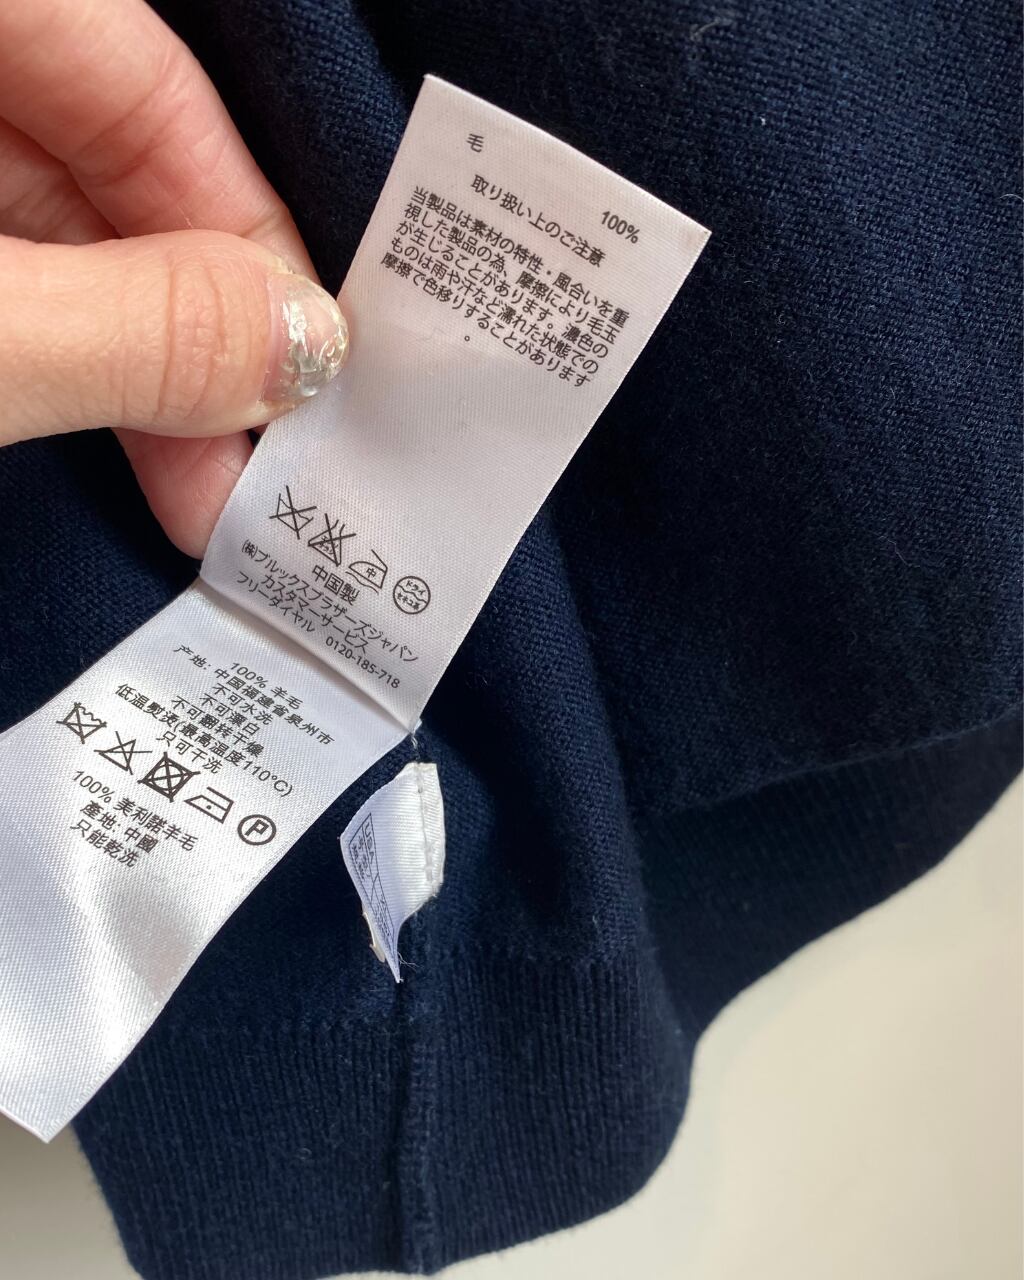 毛
100%
取り扱い上のご注意
当製品は素材の特性・風合いを重
視した製品の為、摩擦により毛玉
が生じることがあります。濃色の
ものは雨や汗など濡れた状態での
摩擦で色移りすることがあります
。
中
ドライ
セキユ系
中国製
(株)ブルックスブラザーズジャパン
カスタマーサービス
フリーダイヤル 0120-185-718
100% 羊毛
产地: 中国福建省泉州市
不可水洗
不可漂白
不可翻转干燥
低温熨烫(最高温度110°C)
只可干洗
P
100% 美利諾羊毛
產地: 中國
只能乾洗